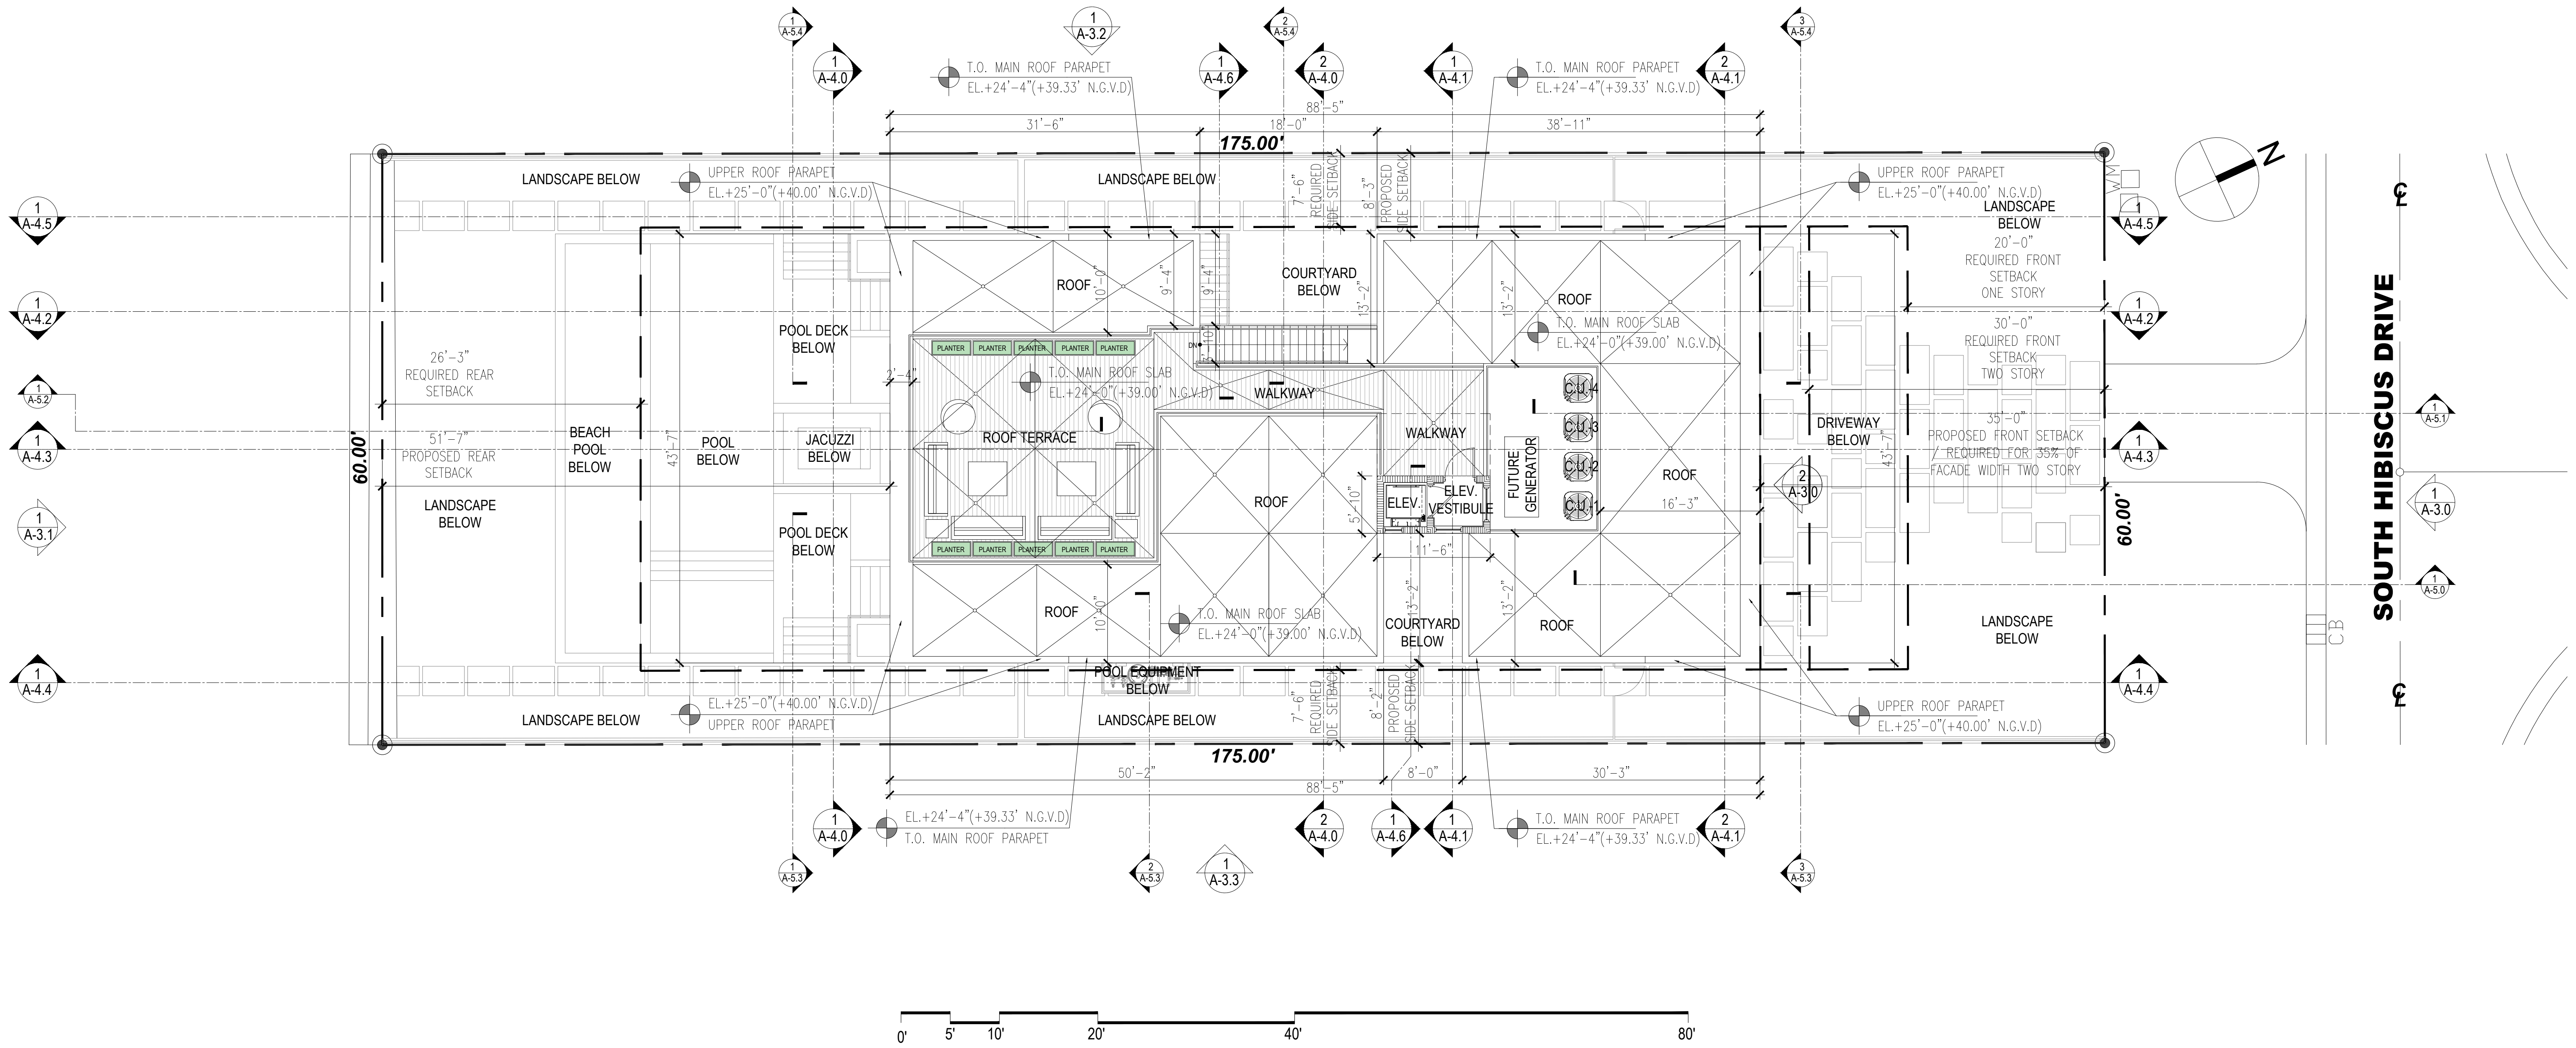 1
A-5.4
1
A-3.2
2
A-5.4
3
A-5.4
1
A-4.0
T.O. MAIN ROOF PARAPET
EL.+24'-4"(+39.33' N.G.V.D)
1
A-4.6
2
A-4.0
1
A-4.1
T.O. MAIN ROOF PARAPET
EL.+24'-4"(+39.33' N.G.V.D)
2
A-4.1
88'-5"
31'-6"
18'-0"
38'-11"
175.00'
N
LANDSCAPE BELOW
UPPER ROOF PARAPET
EL.+25'-0"(+40.00' N.G.V.D)
LANDSCAPE BELOW
7'-6"
REQUIRED
SIDE SETBACK
8'-3"
PROPOSED
SIDE SETBACK
UPPER ROOF PARAPET
EL.+25'-0"(+40.00' N.G.V.D)
WM
LANDSCAPE
BELOW
1
A-4.5
1
A-4.5
20'-0"
REQUIRED FRONT
SETBACK
ONE STORY
ROOF
10'-0"
9'-4"
9'-4"
COURTYARD
BELOW
13'-2"
13'-2"
ROOF
1
A-4.2
1
A-4.2
POOL DECK
BELOW
T.O. MAIN ROOF SLAB
EL.+24'-0"(+39.00' N.G.V.D)
30'-0"
REQUIRED FRONT
SETBACK
TWO STORY
DN
3'-10"
PLANTER PLANTER PLANTER PLANTER PLANTER
26'-3"
REQUIRED REAR
SETBACK
2'-4"
T.O. MAIN ROOF SLAB
EL.+24'-0"(+39.00' N.G.V.D)
WALKWAY
C.U.-4
C.U.-3
C.U.-2
C.U.-1
1
A-5.2
1
A-5.1
1
A-4.3
1
A-4.3
60.00'
51'-7"
PROPOSED REAR
SETBACK
BEACH
POOL
BELOW
43'-7"
POOL
BELOW
JACUZZI
BELOW
ROOF TERRACE
WALKWAY
DRIVEWAY
BELOW
43'-7"
35'-0"
PROPOSED FRONT SETBACK
/ REQUIRED FOR 35% OF
FACADE WIDTH TWO STORY
ROOF
FUTURE
GENERATOR
ROOF
2
A-3.0
1
A-3.0
SOUTH HIBISCUS DRIVE
LANDSCAPE
BELOW
5'-10"
ELEV.
ELEV.
VESTIBULE
16'-3"
60.00'
1
A-3.1
POOL DECK
BELOW
PLANTER PLANTER PLANTER PLANTER PLANTER
11'-6"
1
A-5.0
ROOF
10'-0"
T.O. MAIN ROOF SLAB
EL.+24'-0"(+39.00' N.G.V.D)
13'-2"
COURTYARD
BELOW
13'-2"
ROOF
LANDSCAPE
BELOW
CB
1
A-4.4
1
A-4.4
POOL EQUIPMENT
BELOW
EL.+25'-0"(+40.00' N.G.V.D)
UPPER ROOF PARAPET
LANDSCAPE BELOW
LANDSCAPE BELOW
7'-6"
REQUIRED
SIDE SETBACK
8'-2"
PROPOSED
SIDE SETBACK
UPPER ROOF PARAPET
EL.+25'-0"(+40.00' N.G.V.D)
175.00'
50'-2"
8'-0"
30'-3"
88'-5"
1
A-4.0
EL.+24'-4"(+39.33' N.G.V.D)
T.O. MAIN ROOF PARAPET
2
A-4.0
1
A-4.6
1
A-4.1
T.O. MAIN ROOF PARAPET
EL.+24'-4"(+39.33' N.G.V.D)
2
A-4.1
1
A-5.3
2
A-5.3
1
A-3.3
3
A-5.3
0' 5' 10' 20' 40' 80'